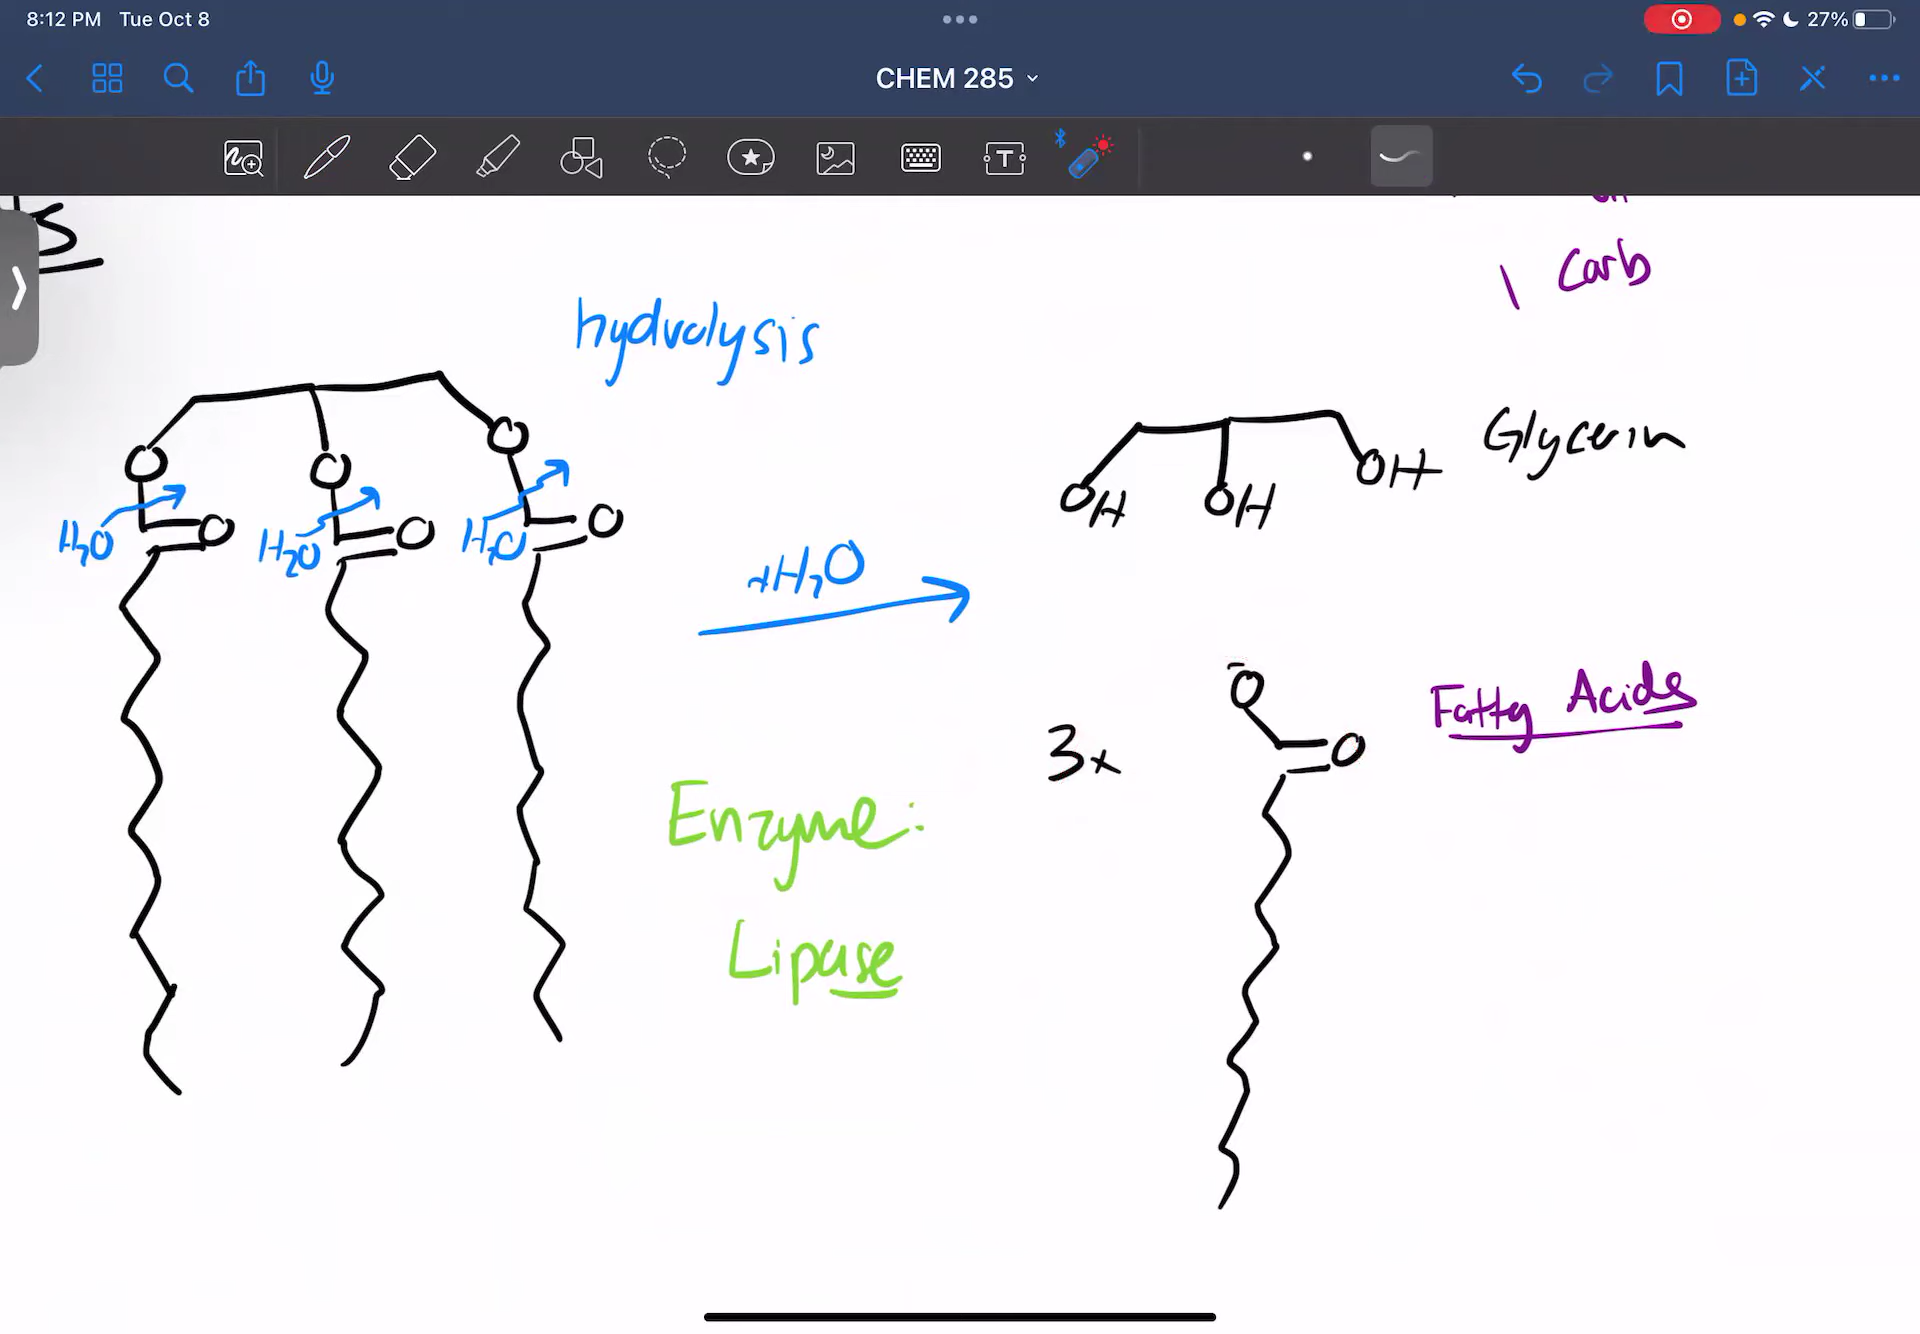 8:12 PM Tue Oct 8
27%
CHEM 285
T
1 Carb
hydrolysis
O O O
OH OH OH
Glycerin
H2O O H2O O H2O O
+H2O
-O
O
3x
Fatty Acids
Enzyme:
Lipase